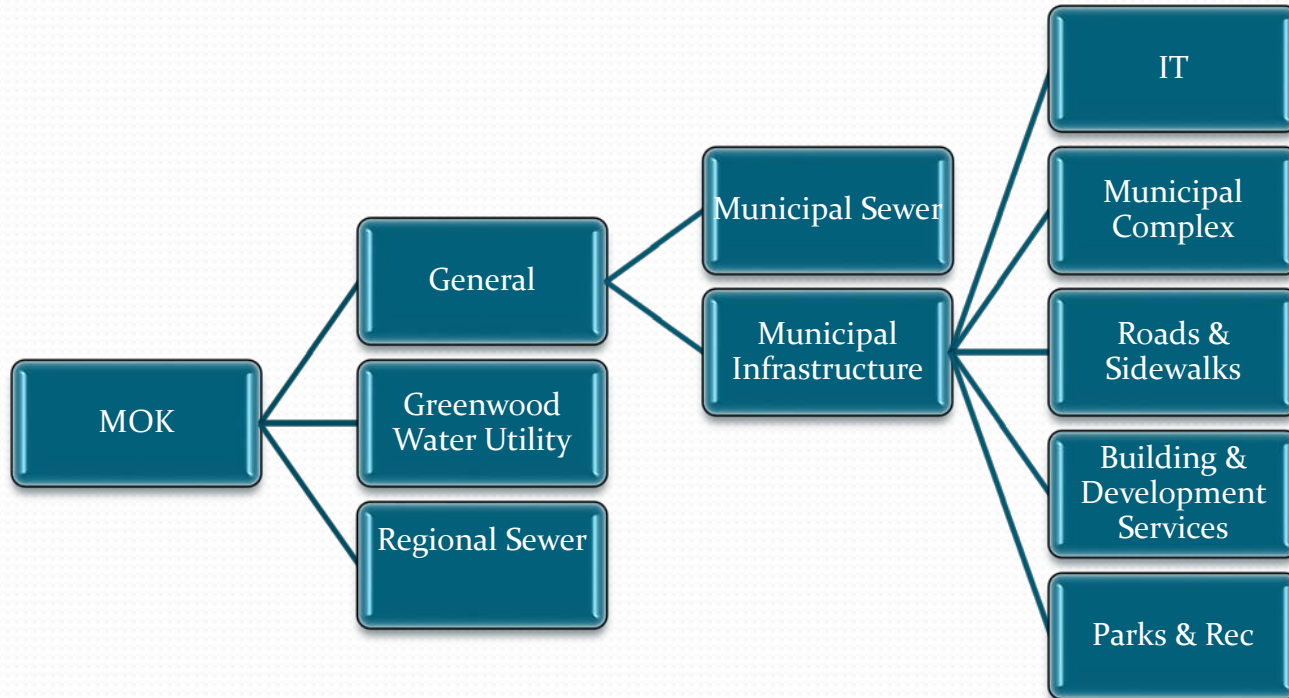 MOK
General
Greenwood
Water Utility
Regional Sewer
Municipal Sewer
Municipal
Infrastructure
IT
Municipal
Complex
Roads &
Sidewalks
Building &
Development
Services
Parks & Rec